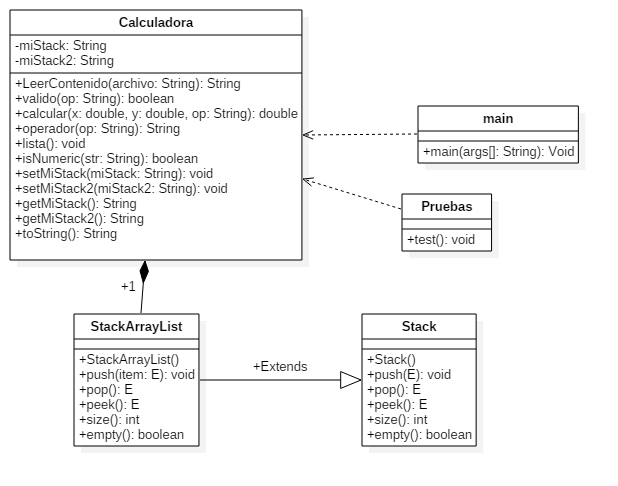 Calculadora
-miStack: String
-miStack2: String
+LeerContenido(archivo: String): String
+valido(op: String): boolean
+calcular(x: double, y: double, op: String): double
+operador(op: String): String
+lista(): void
+isNumeric(str: String): boolean
+setMiStack(miStack: String): void
+setMiStack2(miStack2: String): void
+getMiStack(): String
+getMiStack2(): String
+toString(): String
main
+main(args[]: String): Void
Pruebas
+test(): void
+1
StackArrayList
+StackArrayList()
+push(item: E): void
+pop(): E
+peek(): E
+size(): int
+empty(): boolean
+Extends
Stack
+Stack()
+push(E): void
+pop(): E
+peek(): E
+size(): int
+empty(): boolean